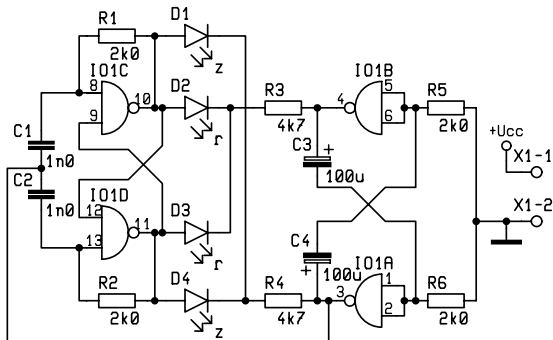 R1
2k0
D1
z
IO1C
8
9
10
D2
r
R3
4k7
IO1B
4
5
6
R5
2k0
+Ucc
X1-1
C1
1n0
C2
1n0
C3
+
100u
X1-2
IO1D
12
13
11
D3
r
C4
+
100u
IO1A
3
1
2
R2
2k0
D4
z
R4
4k7
R6
2k0